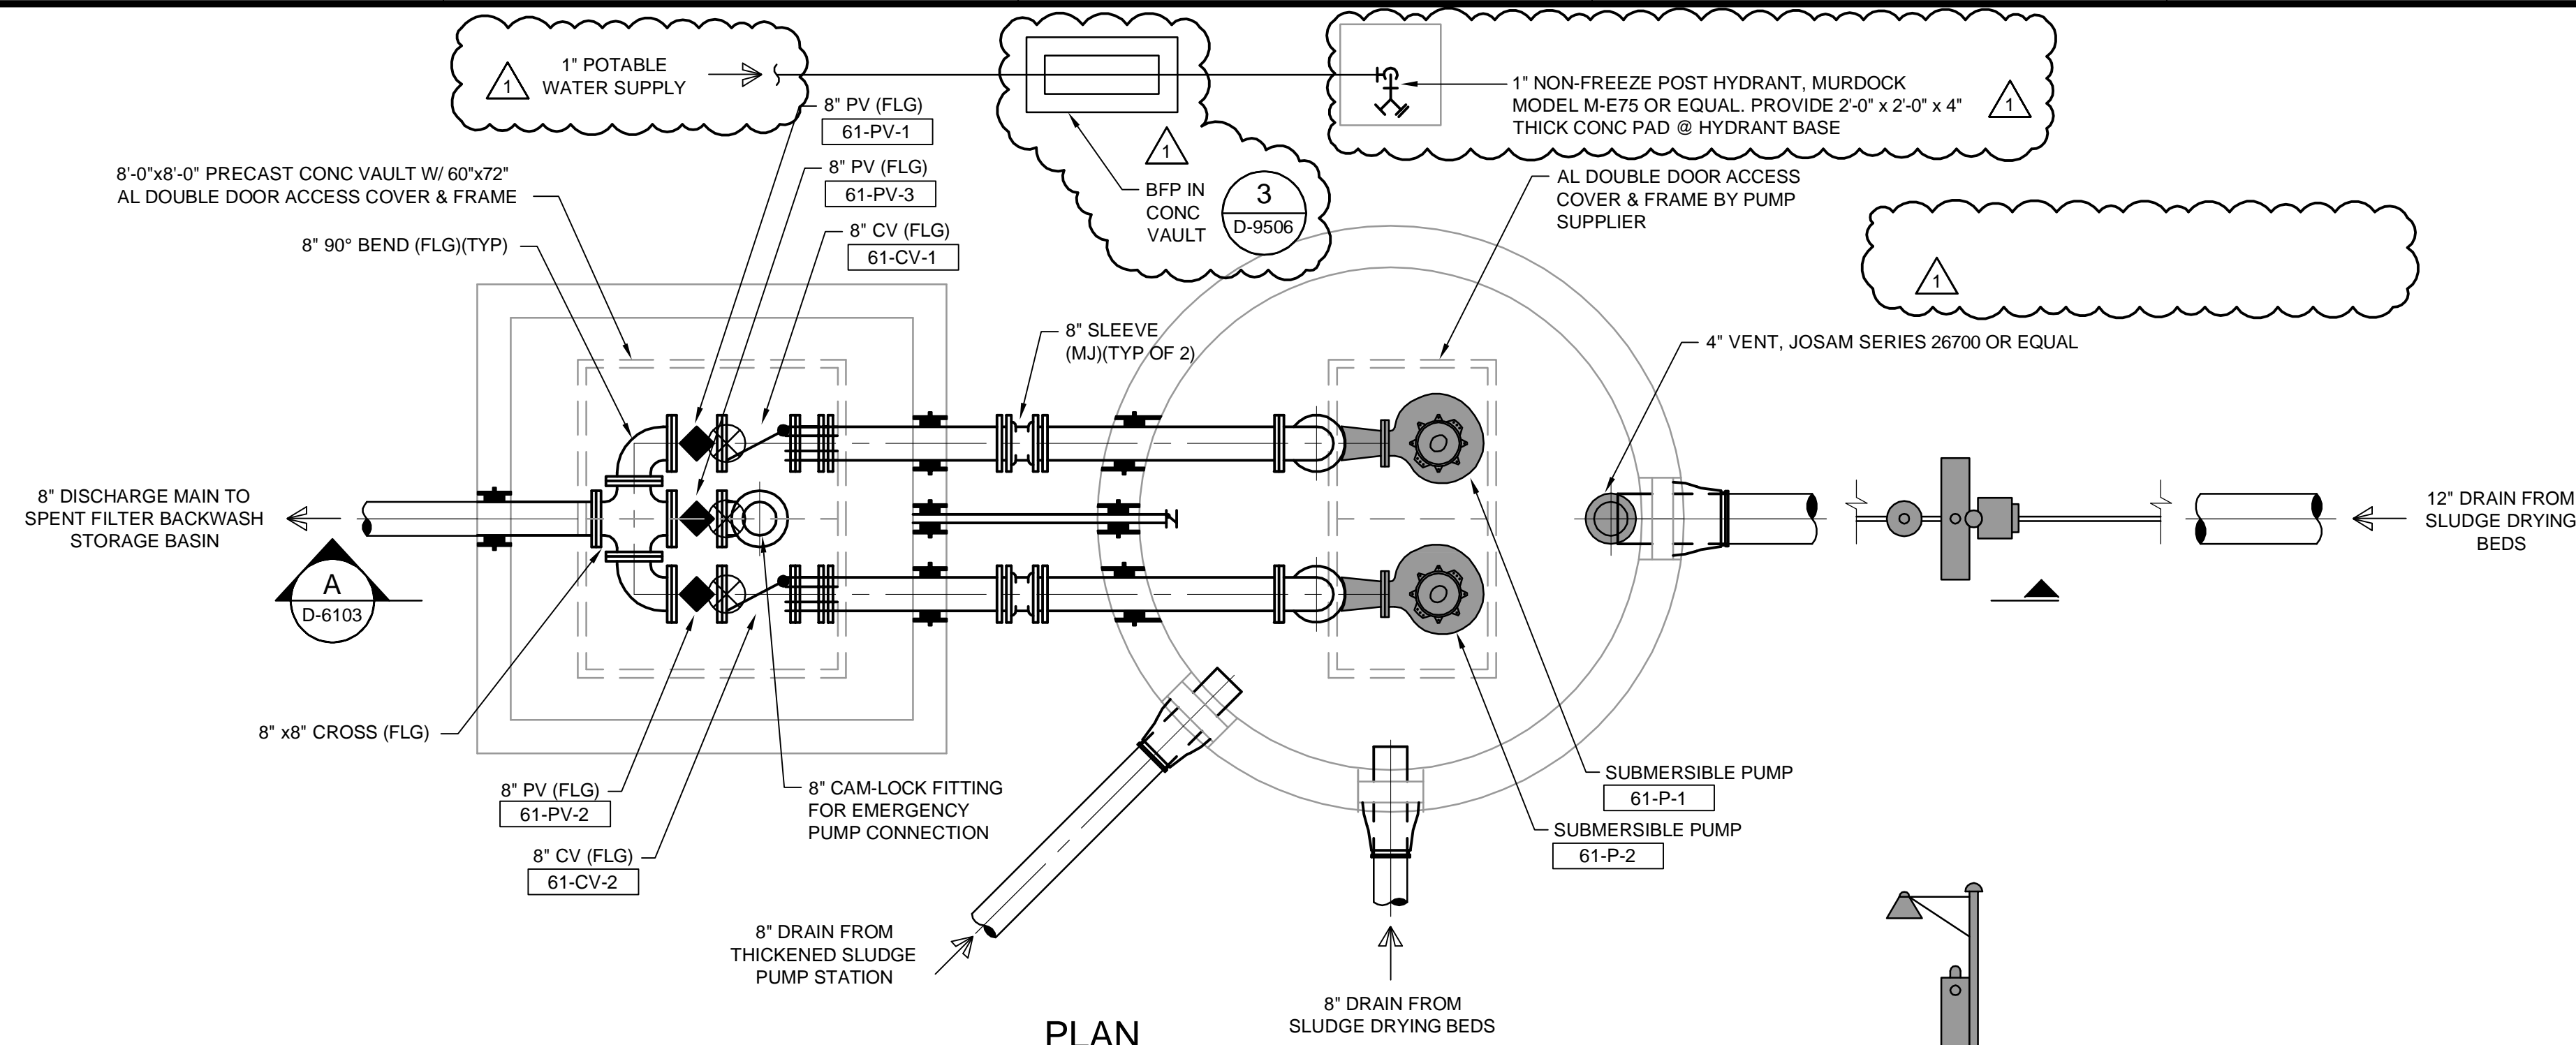 1" POTABLE
WATER SUPPLY
1
8" PV (FLG)
61-PV-1
8" PV (FLG)
61-PV-3
8" CV (FLG)
61-CV-1
1
BFP IN
CONC
VAULT
3
D-9506
1" NON-FREEZE POST HYDRANT, MURDOCK
MODEL M-E75 OR EQUAL. PROVIDE 2'-0" x 2'-0" x 4"
THICK CONC PAD @ HYDRANT BASE
1
8'-0"x8'-0" PRECAST CONC VAULT W/ 60"x72"
AL DOUBLE DOOR ACCESS COVER & FRAME
8" 90° BEND (FLG)(TYP)
AL DOUBLE DOOR ACCESS
COVER & FRAME BY PUMP
SUPPLIER
1
8" SLEEVE
(MJ)(TYP OF 2)
4" VENT, JOSAM SERIES 26700 OR EQUAL
8" DISCHARGE MAIN TO
SPENT FILTER BACKWASH
STORAGE BASIN
A
D-6103
12" DRAIN FROM
SLUDGE DRYING
BEDS
8" x8" CROSS (FLG)
8" PV (FLG)
61-PV-2
8" CV (FLG)
61-CV-2
8" CAM-LOCK FITTING
FOR EMERGENCY
PUMP CONNECTION
SUBMERSIBLE PUMP
61-P-1
SUBMERSIBLE PUMP
61-P-2
8" DRAIN FROM
THICKENED SLUDGE
PUMP STATION
8" DRAIN FROM
SLUDGE DRYING BEDS
PLAN